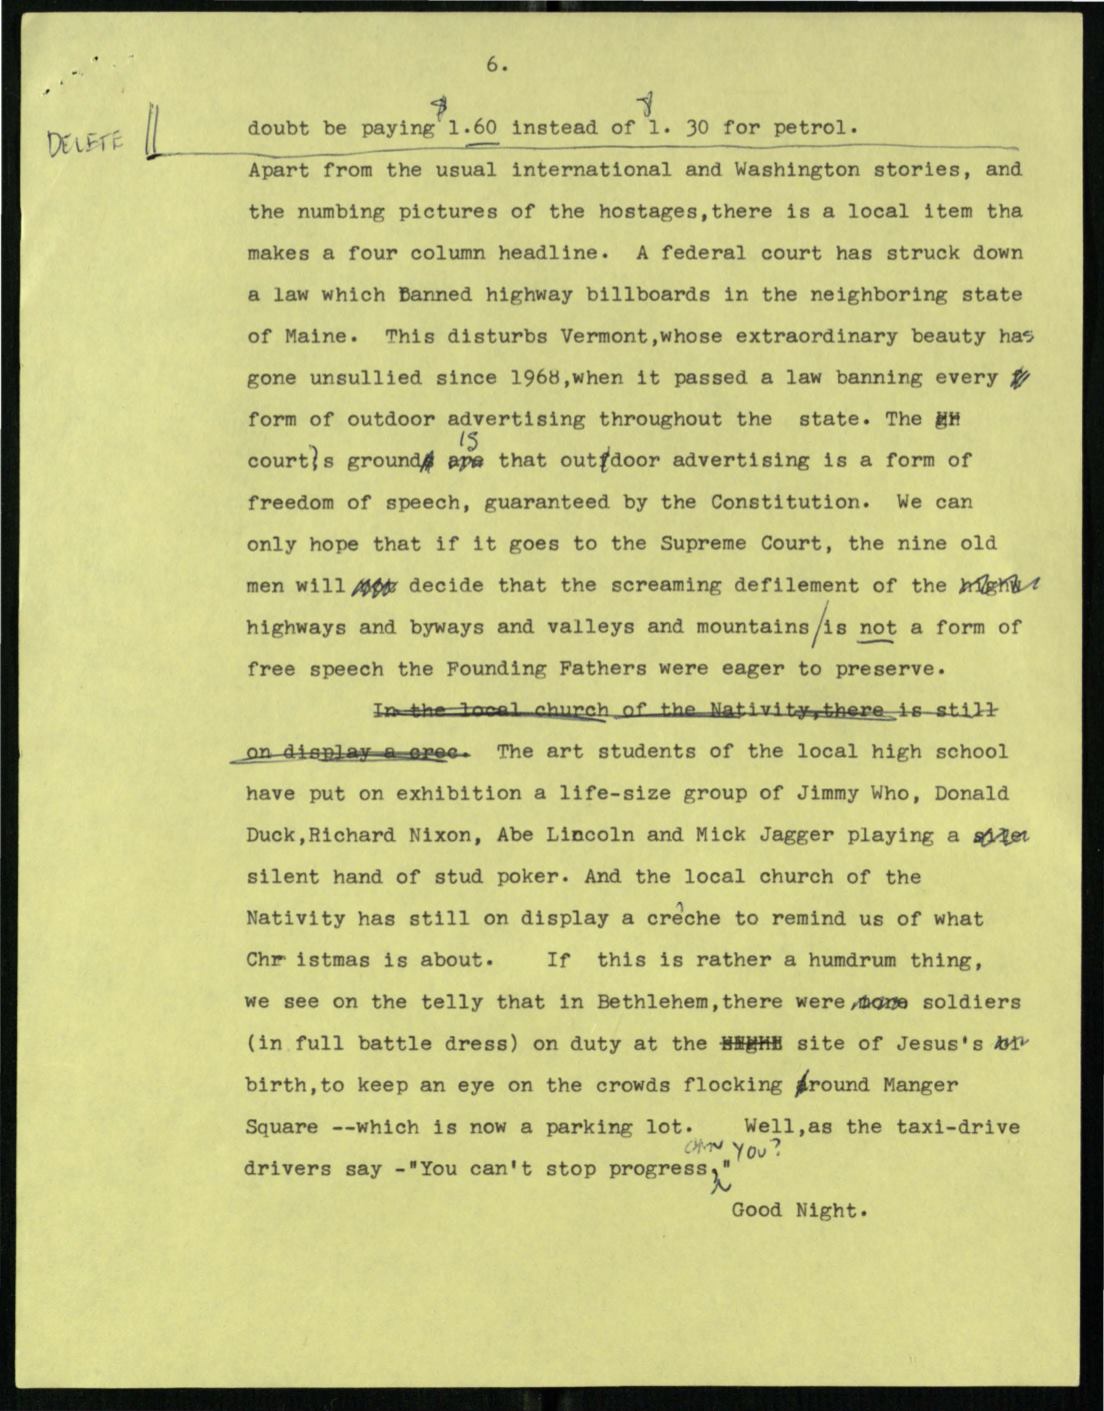 6.
DELETE
doubt be paying $1.60 instead of $1. 30 for petrol.
Apart from the usual international and Washington stories, and
the numbing pictures of the hostages,there is a local item tha
makes a four column headline. A federal court has struck down
a law which banned highway billboards in the neighboring state
of Maine. This disturbs Vermont,whose extraordinary beauty has
gone unsullied since 1968,when it passed a law banning every
form of outdoor advertising throughout the state. The
court's ground is that outdoor advertising is a form of
freedom of speech, guaranteed by the Constitution. We can
only hope that if it goes to the Supreme Court, the nine old
men will decide that the screaming defilement of the
highways and byways and valleys and mountains/is not a form of
free speech the Founding Fathers were eager to preserve.
In the local church of the Nativity,there is still
on display a crec. The art students of the local high school
have put on exhibition a life-size group of Jimmy Who, Donald
Duck,Richard Nixon, Abe Lincoln and Mick Jagger playing a
silent hand of stud poker. And the local church of the
Nativity has still on display a crêche to remind us of what
Chr istmas is about. If this is rather a humdrum thing,
we see on the telly that in Bethlehem,there were more soldiers
(in full battle dress) on duty at the site of Jesus's
birth,to keep an eye on the crowds flocking round Manger
Square --which is now a parking lot. Well,as the taxi-drive
drivers say -"You can't stop progress, can you?"
Good Night.